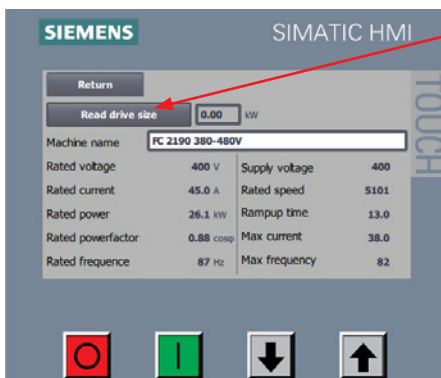 SIEMENS SIMATIC HMI
TOUCH
Return
Read drive size 0.00 kW
Machine name FC 2190 380-480V
Rated voltage 400 V Supply voltage 400
Rated current 45.0 A Rated speed 5101
Rated power 26.1 kW Rampup time 13.0
Rated powerfactor 0.88 cosφ Max current 38.0
Rated frequence 87 Hz Max frequency 82